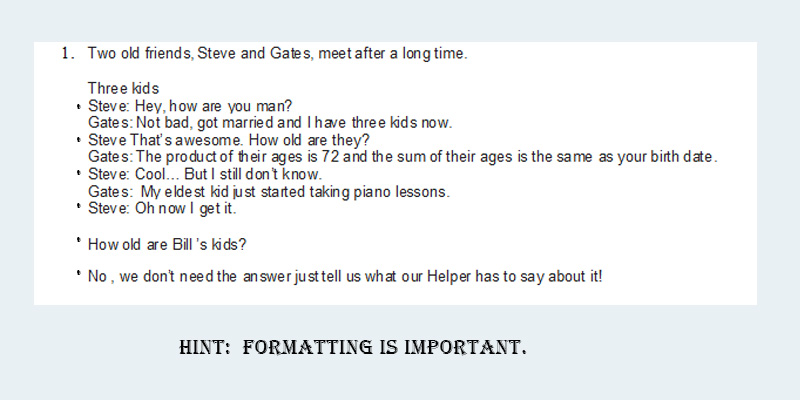 1. Two old friends, Steve and Gates, meet after a long time.
Three kids
• Steve: Hey, how are you man?
Gates: Not bad, got married and I have three kids now.
• Steve That's awesome. How old are they?
Gates: The product of their ages is 72 and the sum of their ages is the same as your birth date.
• Steve: Cool... But I still don't know.
Gates: My eldest kid just started taking piano lessons.
• Steve: Oh now I get it.
• How old are Bill 's kids?
• No , we don't need the answer just tell us what our Helper has to say about it!
HINT: FORMATTING IS IMPORTANT.